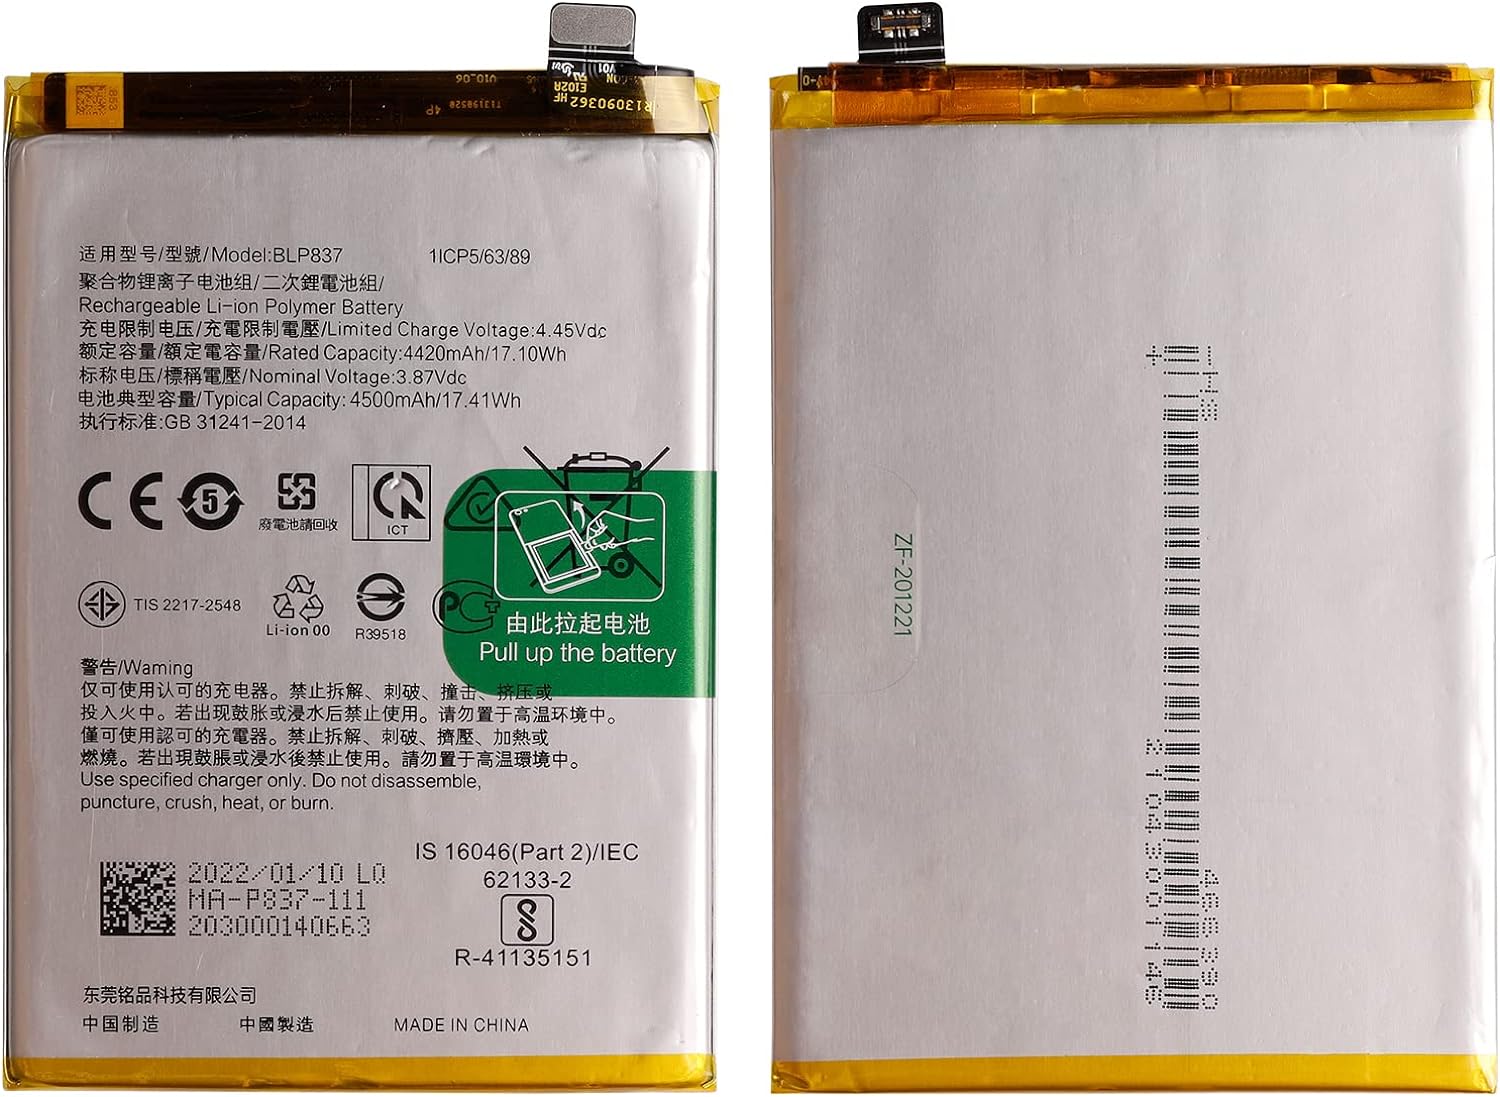 适用型号/型號/Model:BLP837 1ICP5/63/89
聚合物锂离子电池组/二次鋰電池組/
Rechargeable Li-ion Polymer Battery
充电限制电压/充電限制電壓/Limited Charge Voltage:4.45Vdc
额定容量/額定電容量/Rated Capacity:4420mAh/17.10Wh
标称电压/標稱電壓/Nominal Voltage:3.87Vdc
电池典型容量/Typical Capacity: 4500mAh/17.41Wh
执行标准:GB 31241-2014
CE 5
廢電池請回收
ICT
TIS 2217-2548
Li-ion 00
R39518
由此拉起电池
Pull up the battery
警告/Waming
仅可使用认可的充电器。禁止拆解、刺破、撞击、挤压或
投入火中。若出现鼓胀或浸水后禁止使用。请勿置于高温环境中。
僅可使用認可的充電器。禁止拆解、刺破、擠壓、加熱或
燃燒。若出現鼓脹或浸水後禁止使用。請勿置于高溫環境中。
Use specified charger only. Do not disassemble,
puncture, crush, heat, or burn.
2022/01/10 LQ
MA-P837-111
203000140663
IS 16046(Part 2)/IEC
62133-2
R-41135151
东莞铭品科技有限公司
中国制造 中國製造 MADE IN CHINA
R13090362 HF
E102A
V01
V10_06
4P
ZF-201221